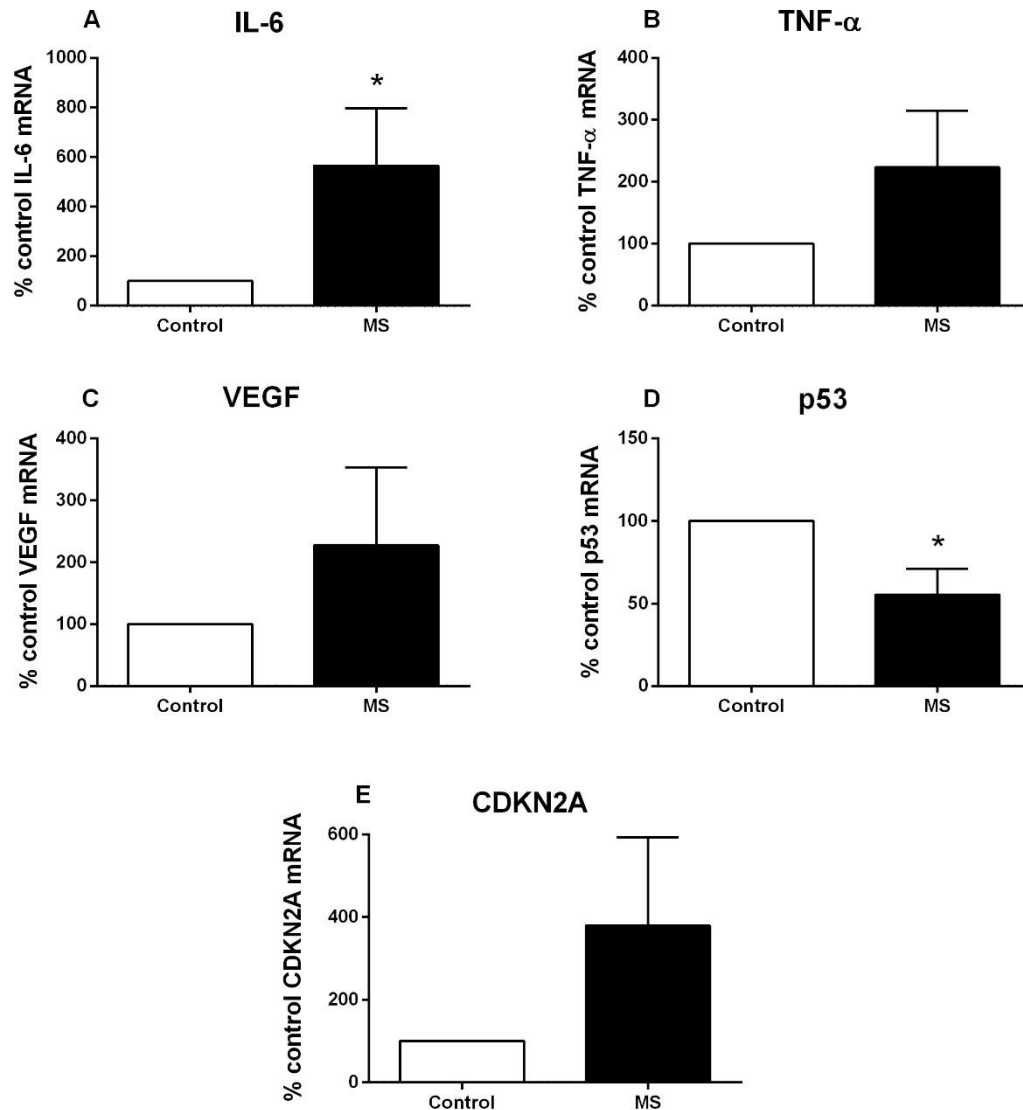 A
IL-6
% control IL-6 mRNA
1000
800
600
400
200
0
*
Control MS
B
TNF-α
% control TNF-α mRNA
400
300
200
100
0
Control MS
C
VEGF
% control VEGF mRNA
400
300
200
100
0
Control MS
D
p53
% control p53 mRNA
150
100
50
0
*
Control MS
E
CDKN2A
% control CDKN2A mRNA
600
400
200
0
Control MS